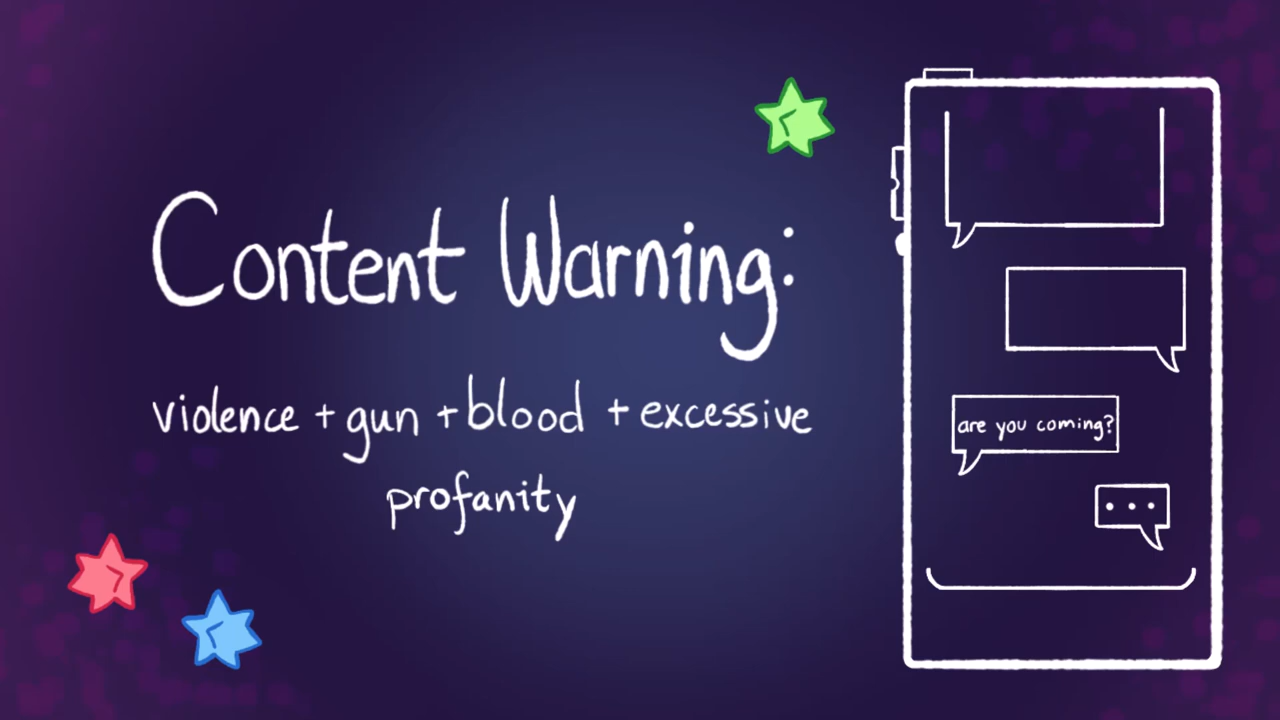 Content Warning:
violence + gun + blood + excessive
profanity
are you coming?
...